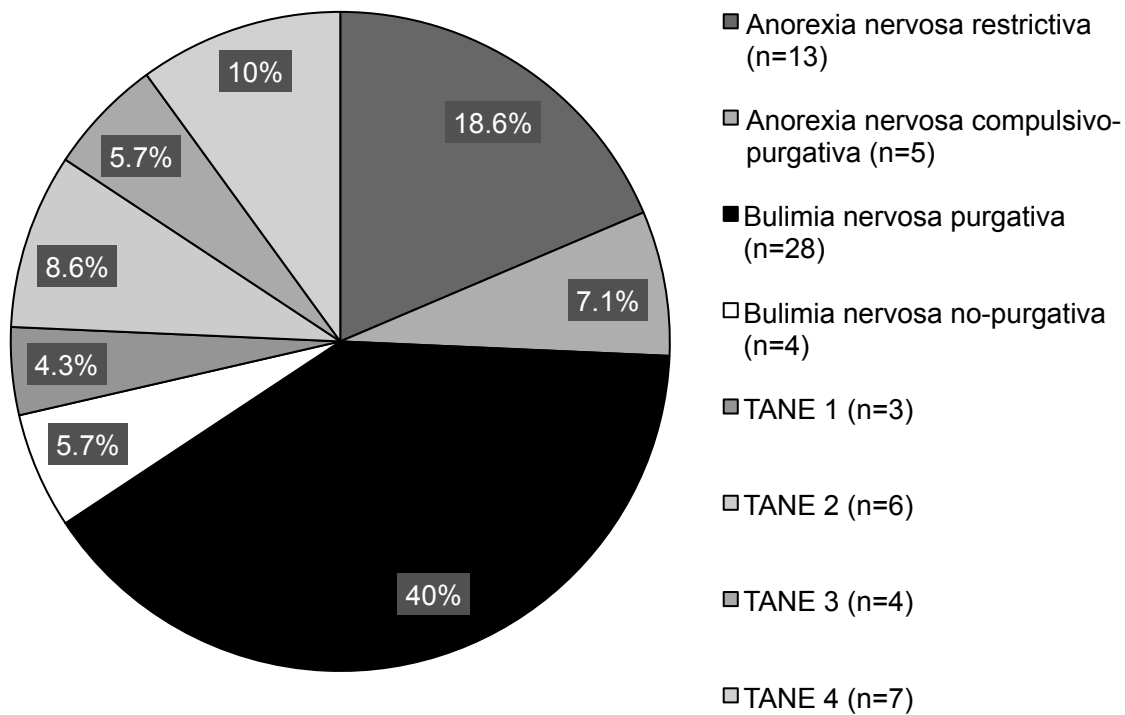 10%
18.6%
5.7%
8.6%
7.1%
4.3%
5.7%
40%
Anorexia nervosa restrictiva
(n=13)
Anorexia nervosa compulsivo-
purgativa (n=5)
Bulimia nervosa purgativa
(n=28)
Bulimia nervosa no-purgativa
(n=4)
TANE 1 (n=3)
TANE 2 (n=6)
TANE 3 (n=4)
TANE 4 (n=7)